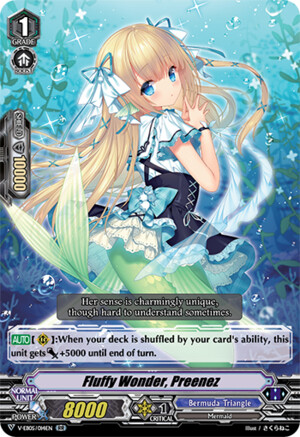 1
GRADE
BOOST
10000
Her sense is charmingly unique,
though hard to understand sometimes.
AUTO [ ]:When your deck is shuffled by your card's ability, this
unit gets +5000 until end of turn.
Fluffy Wonder, Preenez
NORMAL UNIT
Bermuda Triangle
Mermaid
POWER 8000
1 CRITICAL
V-EB05/014EN RR
Illust / さくらねこ